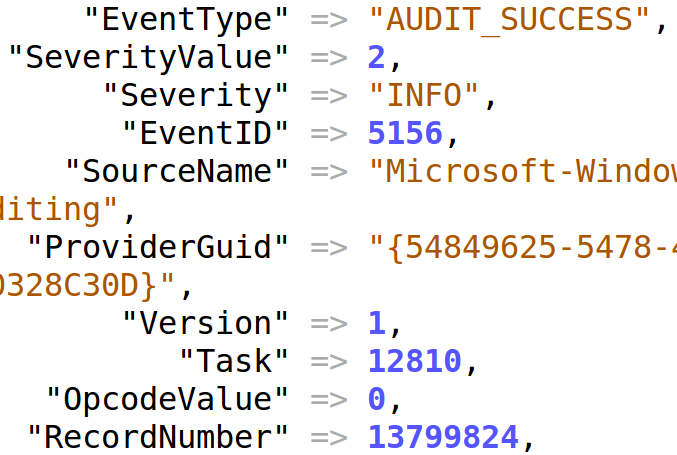 "EventType" => "AUDIT_SUCCESS",
"SeverityValue" => 2,
"Severity" => "INFO",
"EventID" => 5156,
"SourceName" => "Microsoft-Window
diting",
"ProviderGuid" => "{54849625-5478-4
0328C30D}",
"Version" => 1,
"Task" => 12810,
"OpcodeValue" => 0,
"RecordNumber" => 13799824,